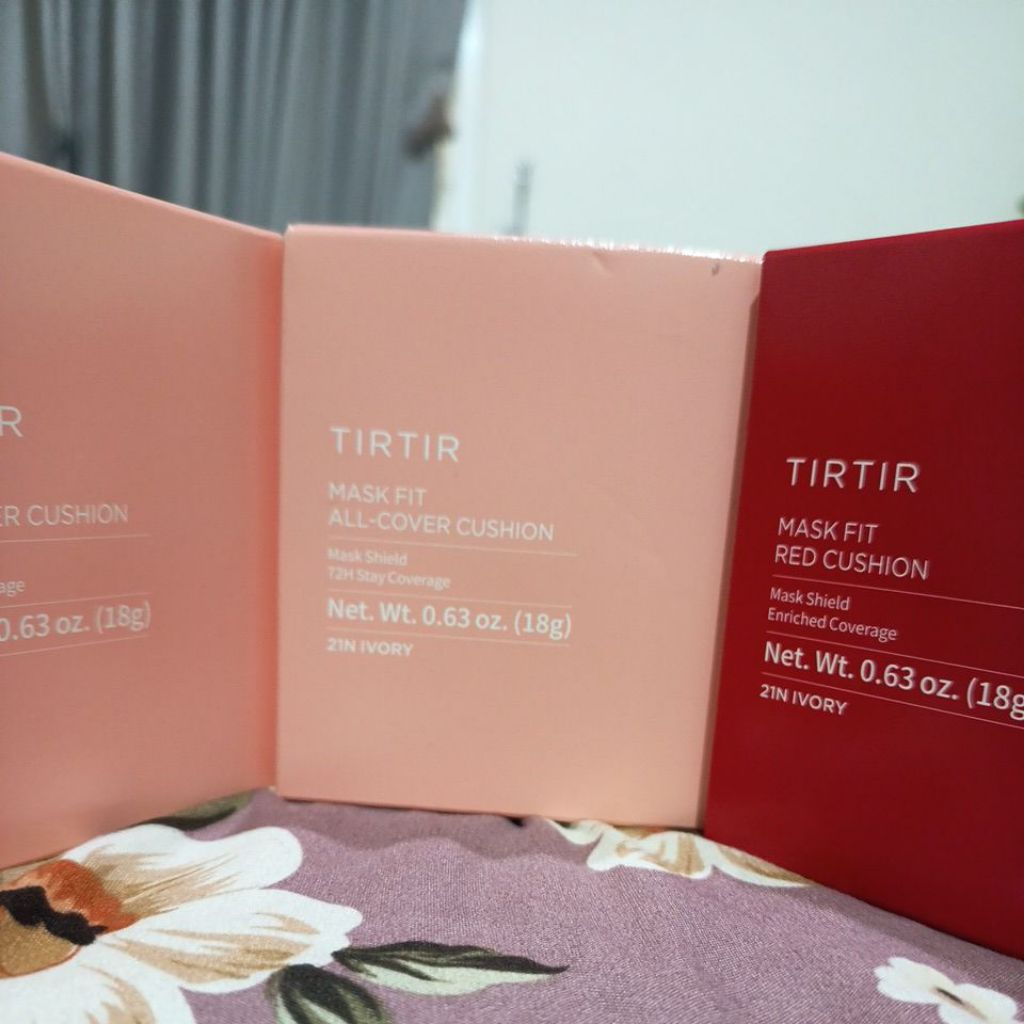 R
ER CUSHION
age
0.63 oz. (18g)
TIRTIR
MASK FIT
ALL-COVER CUSHION
Mask Shield
72H Stay Coverage
Net. Wt. 0.63 oz. (18g)
21N IVORY
TIRTIR
MASK FIT
RED CUSHION
Mask Shield
Enriched Coverage
Net. Wt. 0.63 oz. (18g
21N IVORY